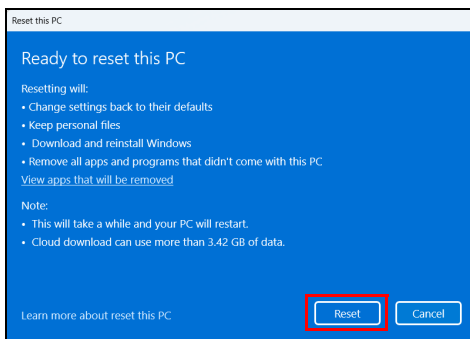 Reset this PC
Ready to reset this PC
Resetting will:
• Change settings back to their defaults
• Keep personal files
• Download and reinstall Windows
• Remove all apps and programs that didn't come with this PC
View apps that will be removed
Note:
• This will take a while and your PC will restart.
• Cloud download can use more than 3.42 GB of data.
Learn more about reset this PC
Reset
Cancel